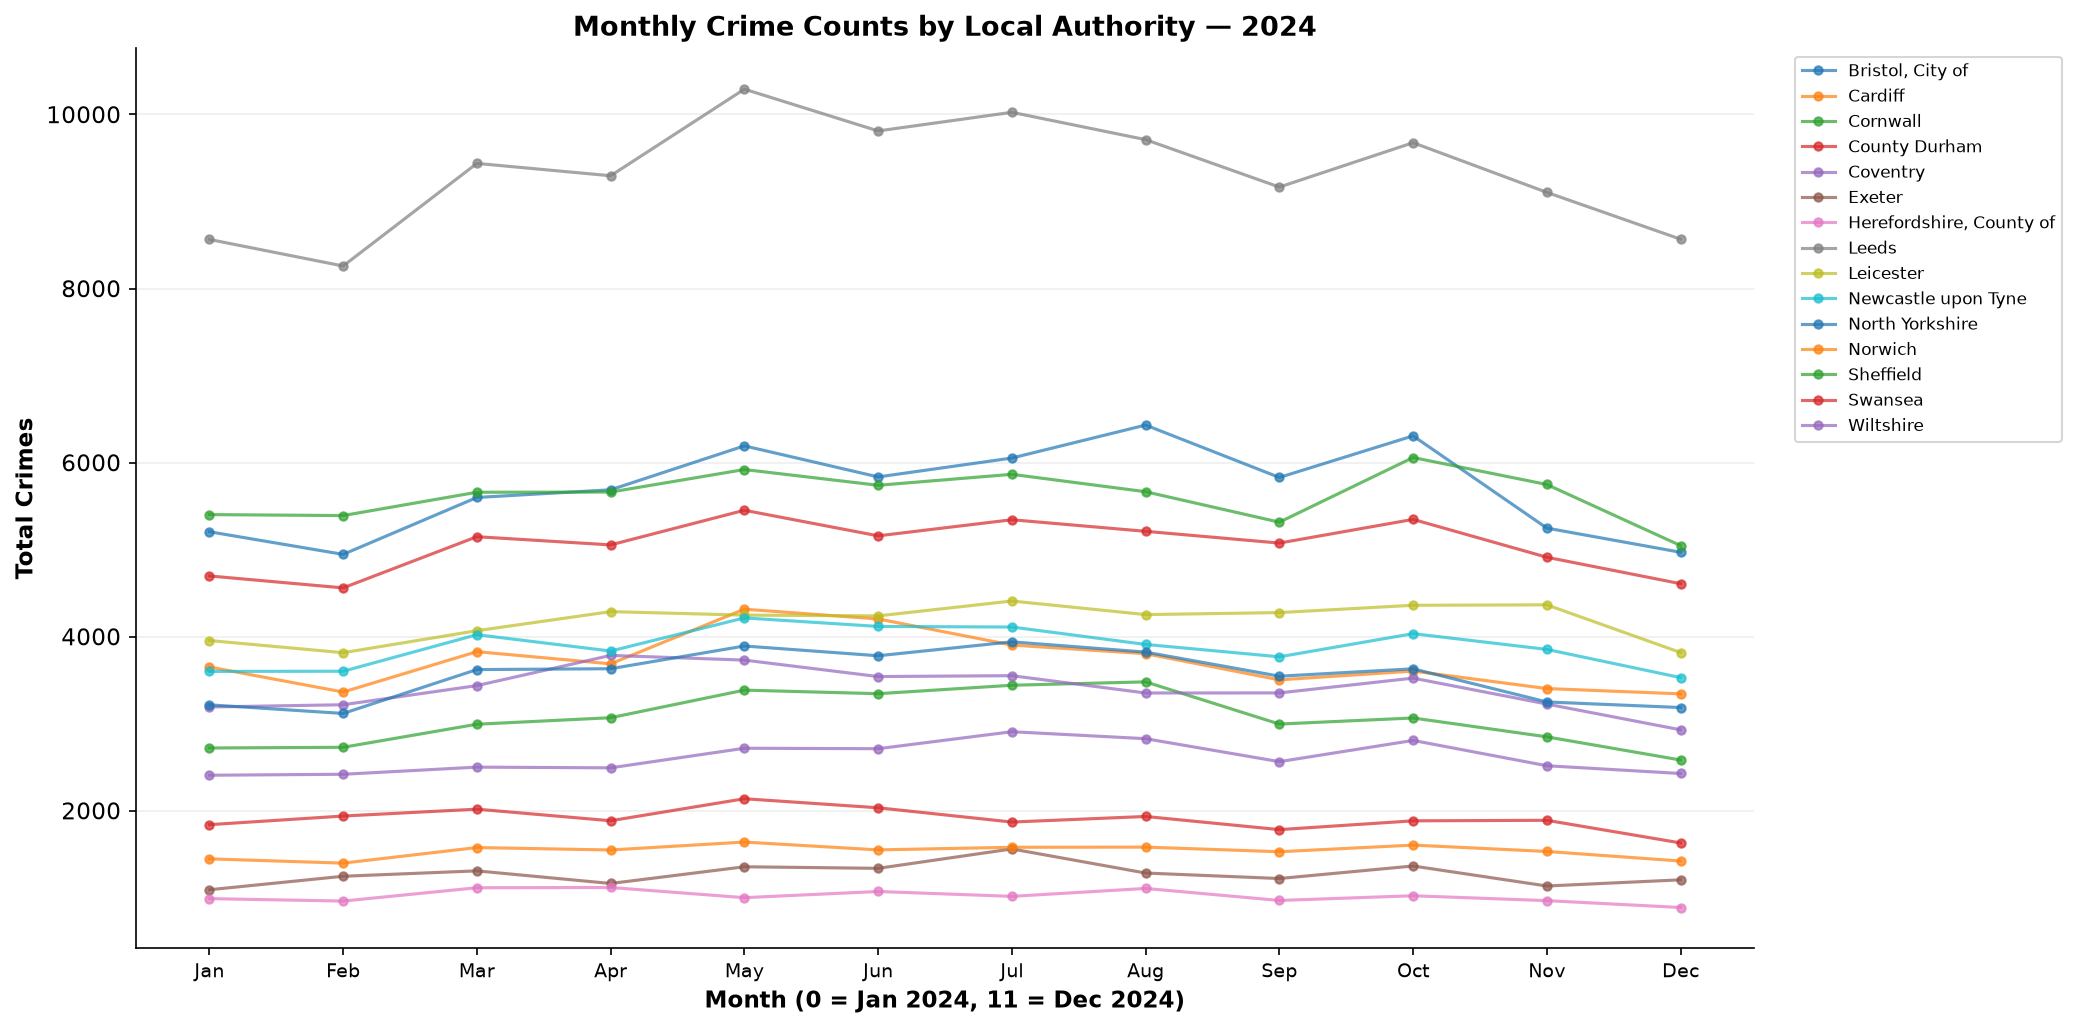 Monthly Crime Counts by Local Authority — 2024
Total Crimes
10000
8000
6000
4000
2000
Jan Feb Mar Apr May Jun Jul Aug Sep Oct Nov Dec
Month (0 = Jan 2024, 11 = Dec 2024)
Bristol, City of
Cardiff
Cornwall
County Durham
Coventry
Exeter
Herefordshire, County of
Leeds
Leicester
Newcastle upon Tyne
North Yorkshire
Norwich
Sheffield
Swansea
Wiltshire